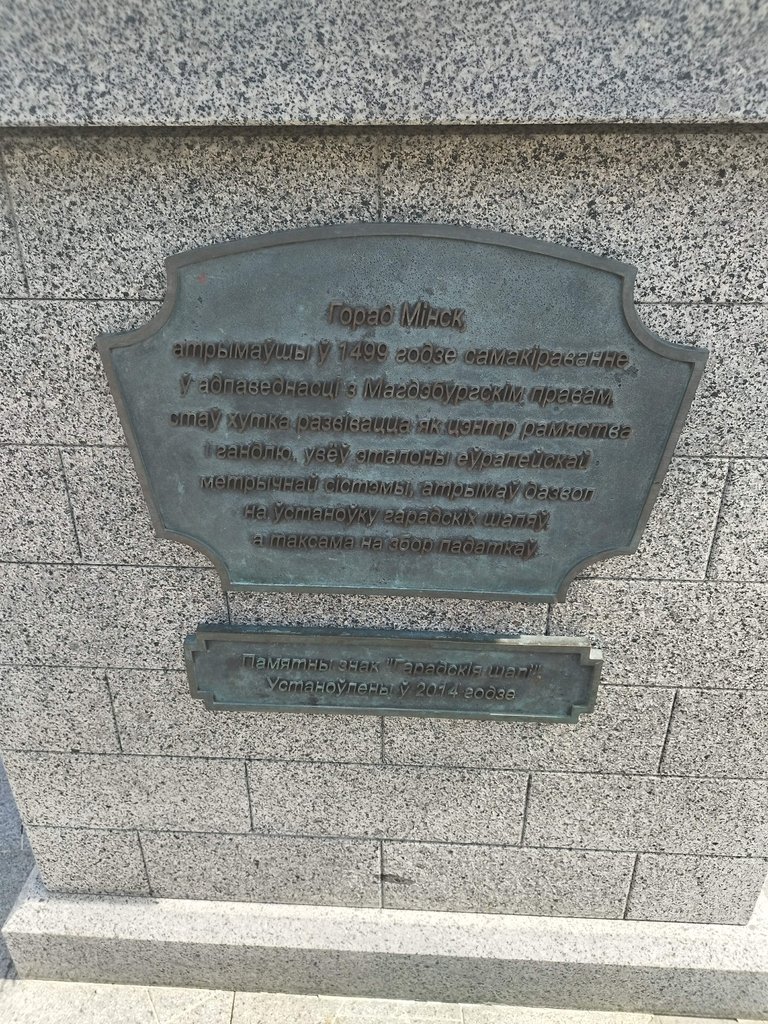 Горад Мінск,
атрымаўшы ў 1499 годзе самакіраванне
ў адпаведнасці з Магдэбургскім правам,
стаў хутка развівацца як цэнтр рамяства
і гандлю, увёў эталоны еўрапейскай
метрычнай сістэмы, атрымаў дазвол
на ўстаноўку гарадскіх шаляў,
а таксама на збор падаткаў.
Памятны знак "Гарадскія шалі".
Устаноўлены ў 2014 годзе